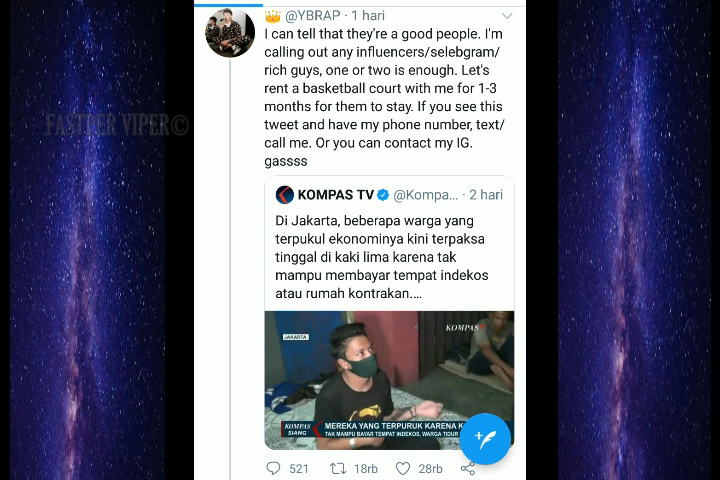 @YBRAP · 1 hari
I can tell that they're a good people. I'm
calling out any influencers/selebgram/
rich guys, one or two is enough. Let's
rent a basketball court with me for 1-3
months for them to stay. If you see this
tweet and have my phone number, text/
call me. Or you can contact my IG.
gassss
FASTPER VIPER©
KOMPAS TV @Kompa... · 2 hari
Di Jakarta, beberapa warga yang
terpukul ekonominya kini terpaksa
tinggal di kaki lima karena tak
mampu membayar tempat indekos
atau rumah kontrakan....
JAKARTA
KOMPAS
KOMPAS SIANG
MEREKA YANG TERPURUK KARENA
TAK MAMPU BAYAR TEMPAT INDEKOS, WARGA TIDUR
521 18rb 28rb